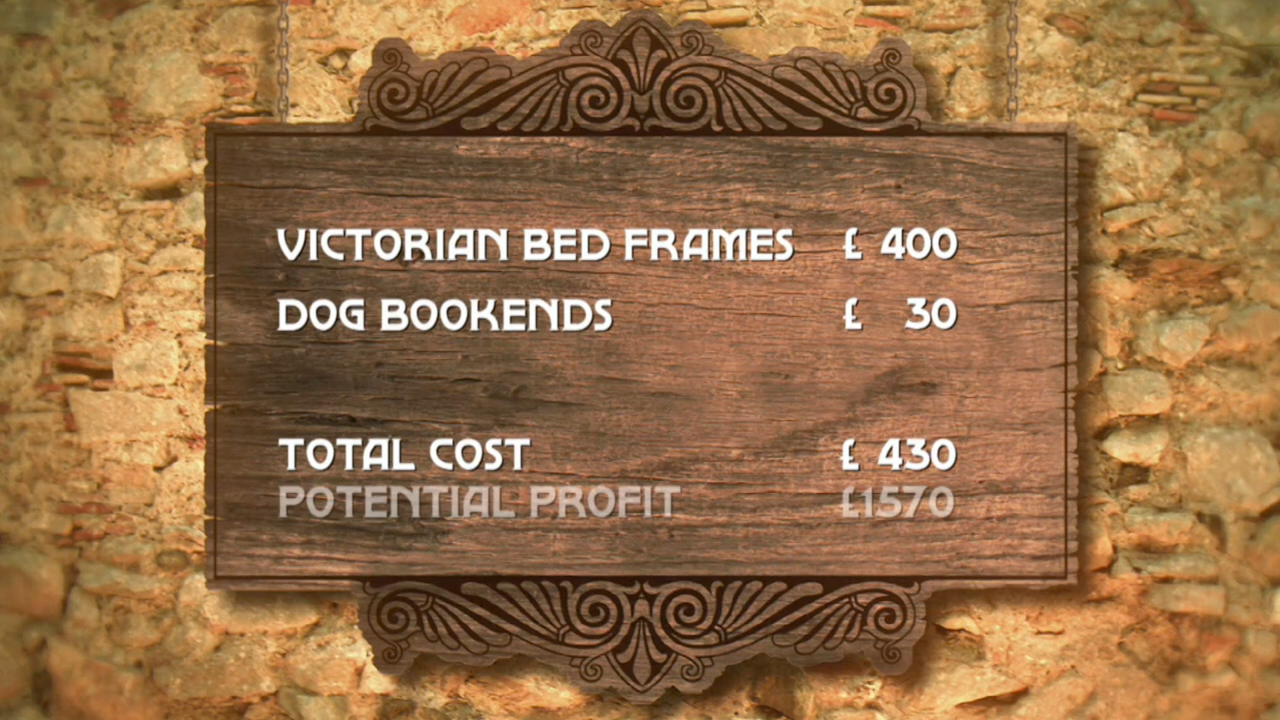 VICTORIAN BED FRAMES £ 400
DOG BOOKENDS £ 30
TOTAL COST £ 430
POTENTIAL PROFIT £1570